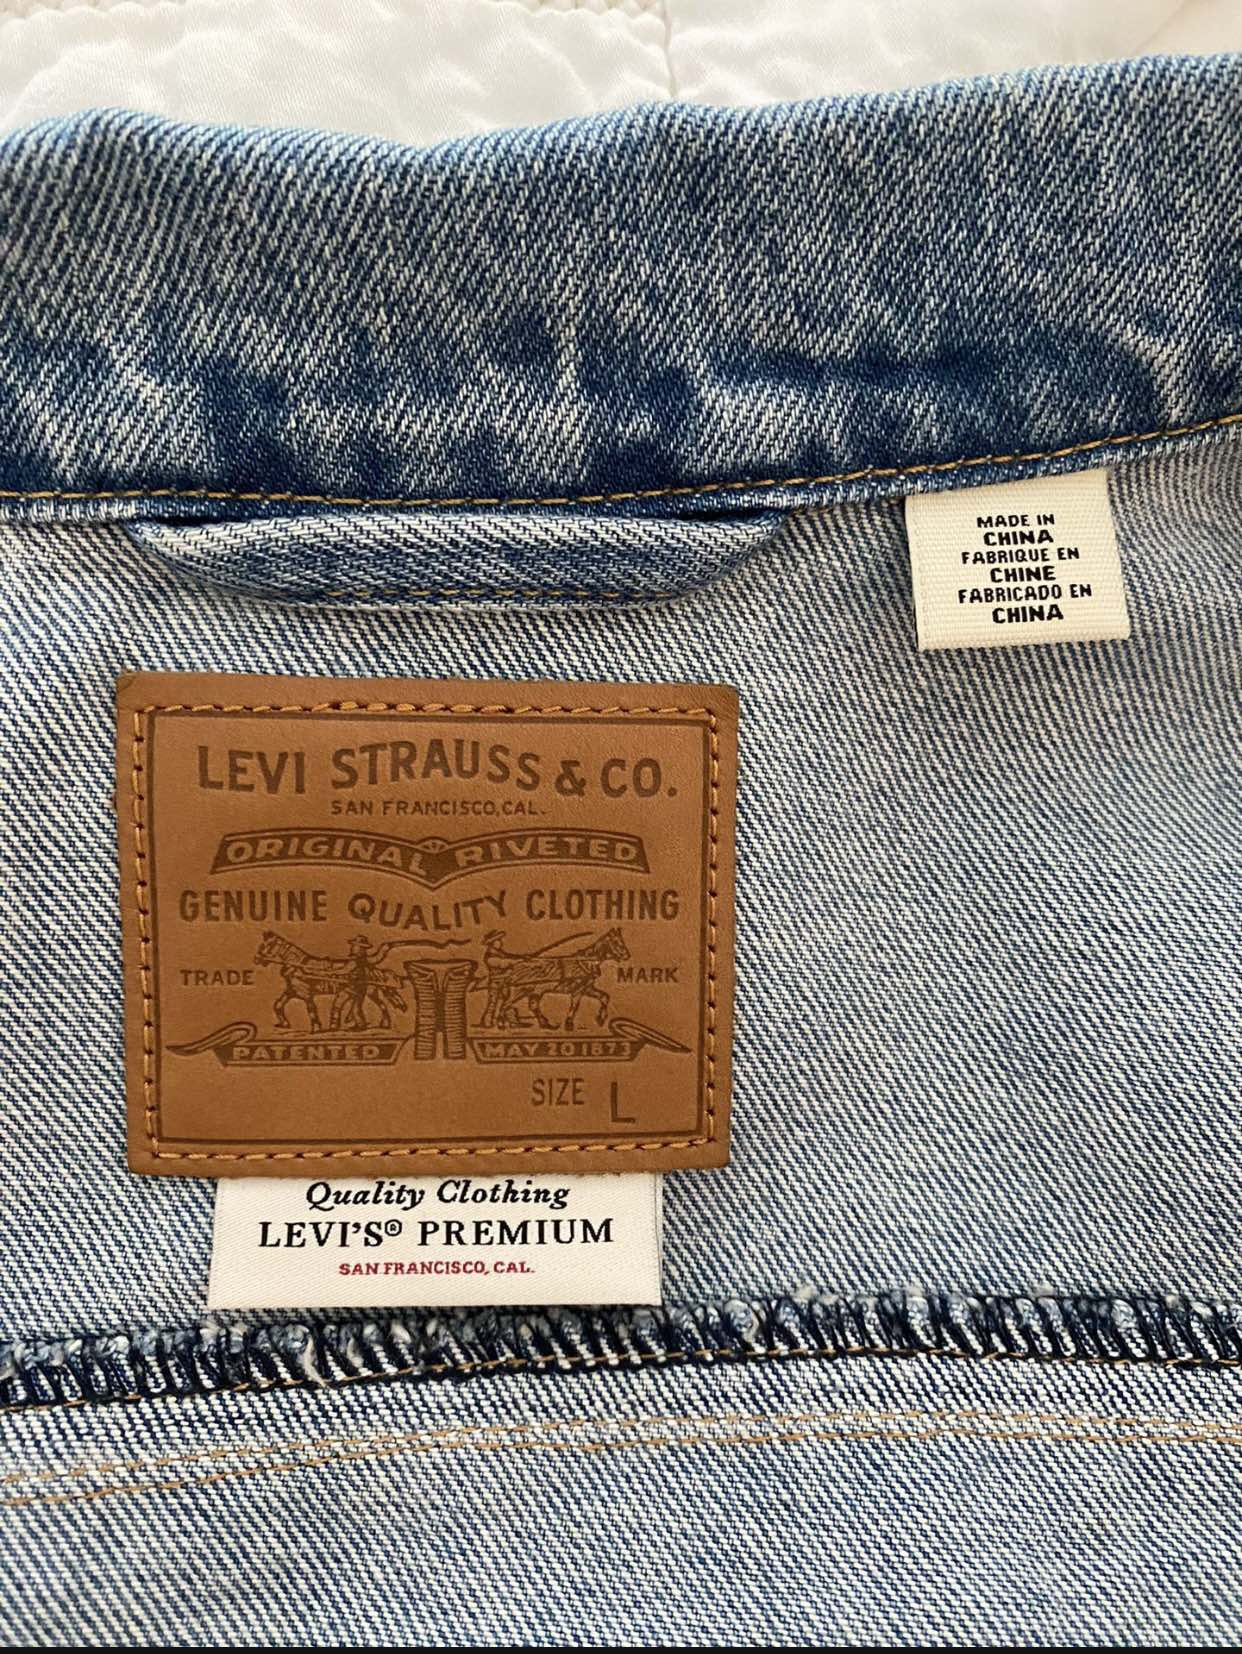 MADE IN
CHINA
FABRIQUE EN
CHINE
FABRICADO EN
CHINA
LEVI STRAUSS & CO.
SAN FRANCISCO, CAL.
ORIGINAL RIVETED
GENUINE QUALITY CLOTHING
TRADE MARK
PATENTED MAY 20 1873
SIZE L
Quality Clothing
LEVI'S® PREMIUM
SAN FRANCISCO, CAL.